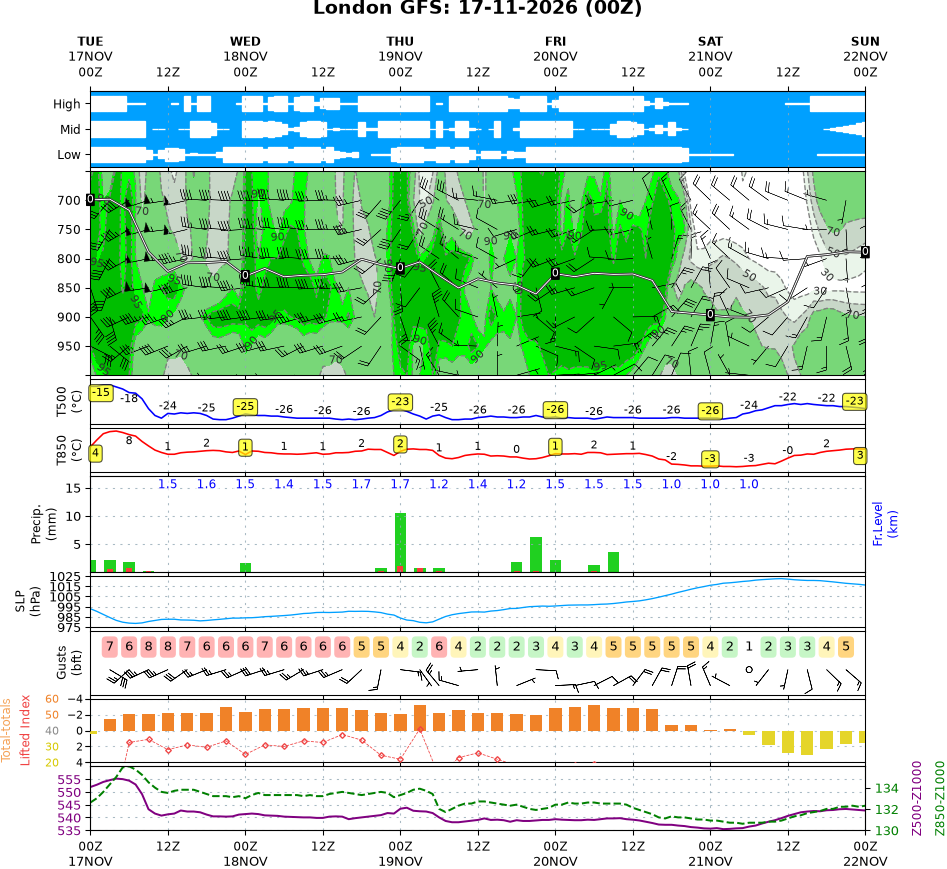 London GFS: 17-11-2026 (00Z)
TUE WED THU FRI SAT SUN
17NOV 18NOV 19NOV 20NOV 21NOV 22NOV
00Z 12Z 00Z 12Z 00Z 12Z 00Z 12Z 00Z 12Z 00Z
High
Mid
Low
700
750
800
850
900
950
0 0 0 0 0 0
T500
(°C)
-15 -18 -24 -25 -25 -26 -26 -26 -23 -25 -26 -26 -26 -26 -26 -26 -26 -24 -22 -22 -23
T850
(°C)
4 8 1 2 1 1 1 2 2 1 1 0 1 2 1 -2 -3 -3 -0 2 3
Precip.
(mm)
15
10
5
1.5 1.6 1.5 1.4 1.5 1.7 1.7 1.2 1.4 1.2 1.5 1.5 1.5 1.0 1.0 1.0
Fr.Level
(km)
SLP
(hPa)
1025
1015
1005
995
985
975
Gusts
(bft)
7 6 8 8 7 6 6 6 6 7 6 6 6 5 5 4 2 6 4 2 2 2 3 4 3 4 5 5 5 5 5 4 2 1 2 3 3 4 5
Total-totals
Lifted Index
60 -4
50 -2
40 0
30 2
20 4
555
550
545
540
535
134
132
130
Z500-Z1000
Z850-Z1000
00Z 12Z 00Z 12Z 00Z 12Z 00Z 12Z 00Z 12Z 00Z
17NOV 18NOV 19NOV 20NOV 21NOV 22NOV